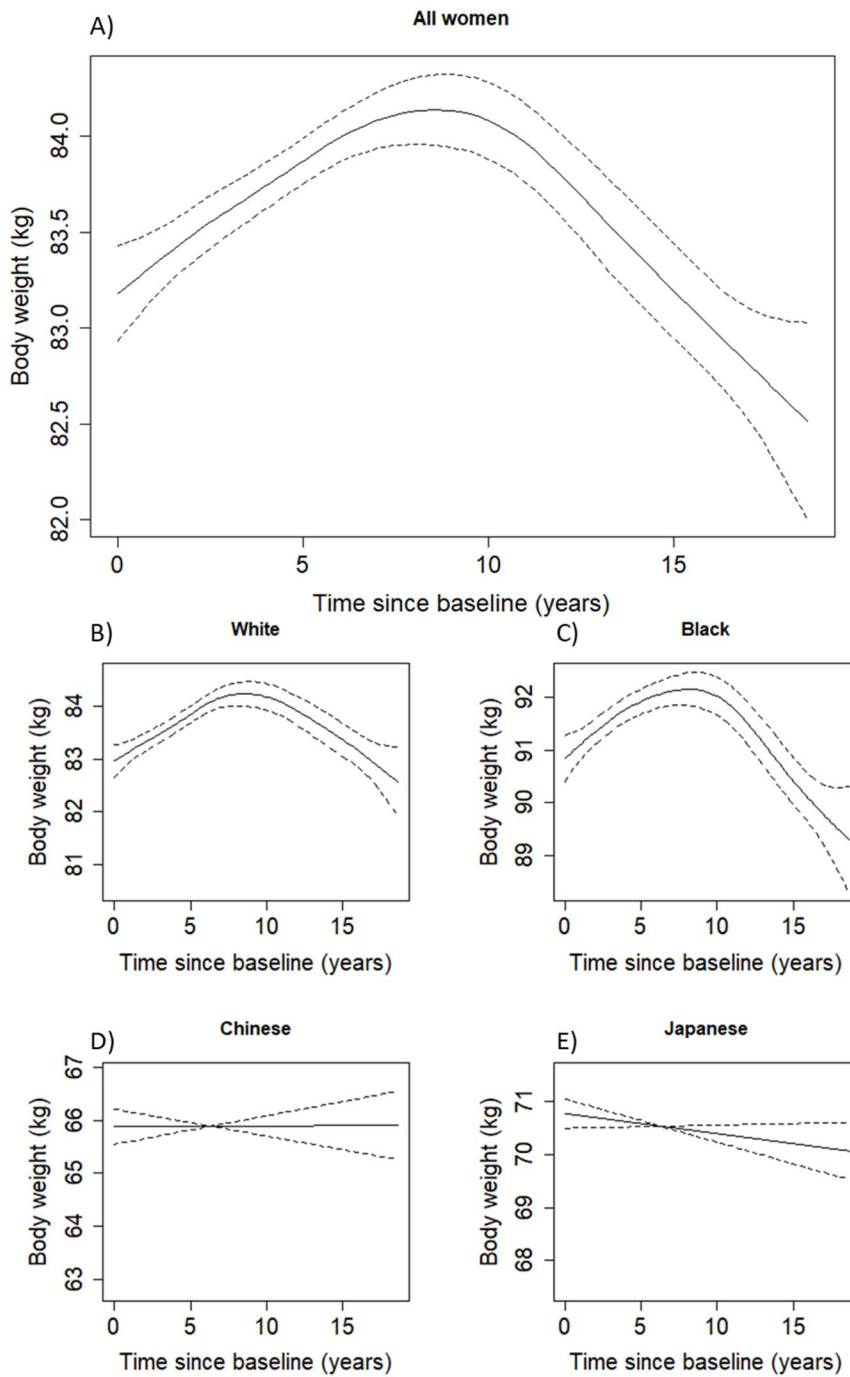 A)
All women
Body weight (kg)
84.0
83.5
83.0
82.5
82.0
0 5 10 15
Time since baseline (years)
B)
White
Body weight (kg)
84
83
82
81
0 5 10 15
Time since baseline (years)
C)
Black
Body weight (kg)
92
91
90
89
0 5 10 15
Time since baseline (years)
D)
Chinese
Body weight (kg)
67
66
65
64
63
0 5 10 15
Time since baseline (years)
E)
Japanese
Body weight (kg)
71
70
69
68
0 5 10 15
Time since baseline (years)